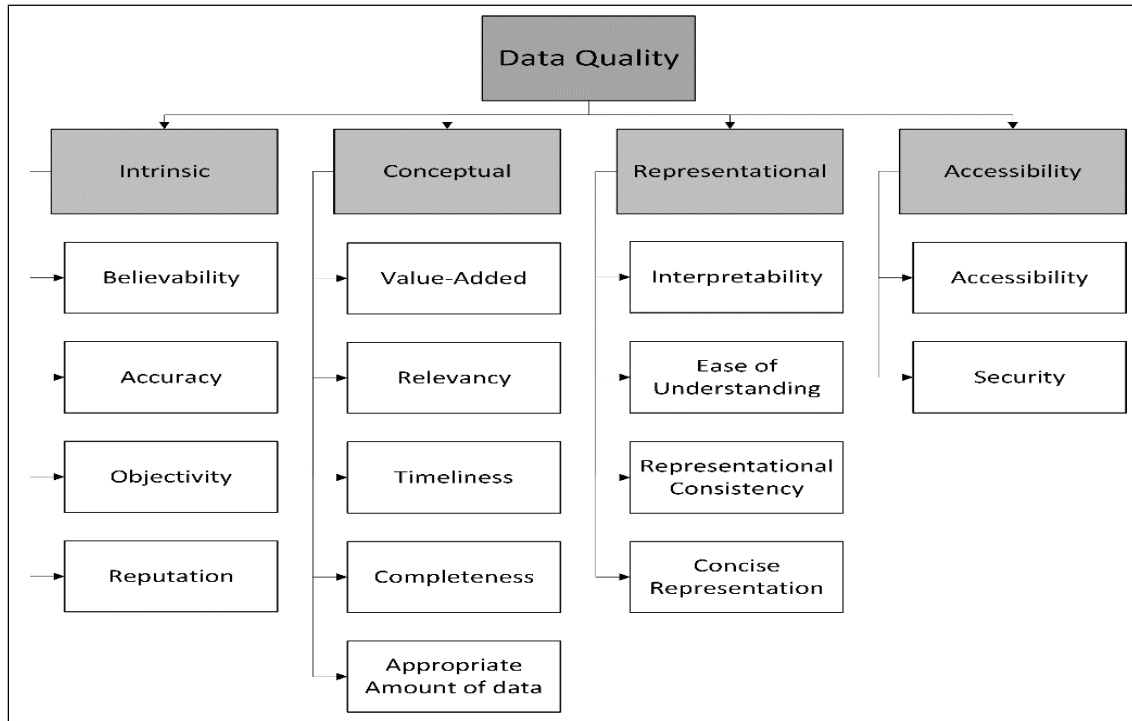 Data Quality
Intrinsic
Conceptual
Representational
Accessibility
Believability
Value-Added
Interpretability
Accessibility
Accuracy
Relevancy
Ease of
Understanding
Security
Objectivity
Timeliness
Representational
Consistency
Reputation
Completeness
Concise
Representation
Appropriate
Amount of data